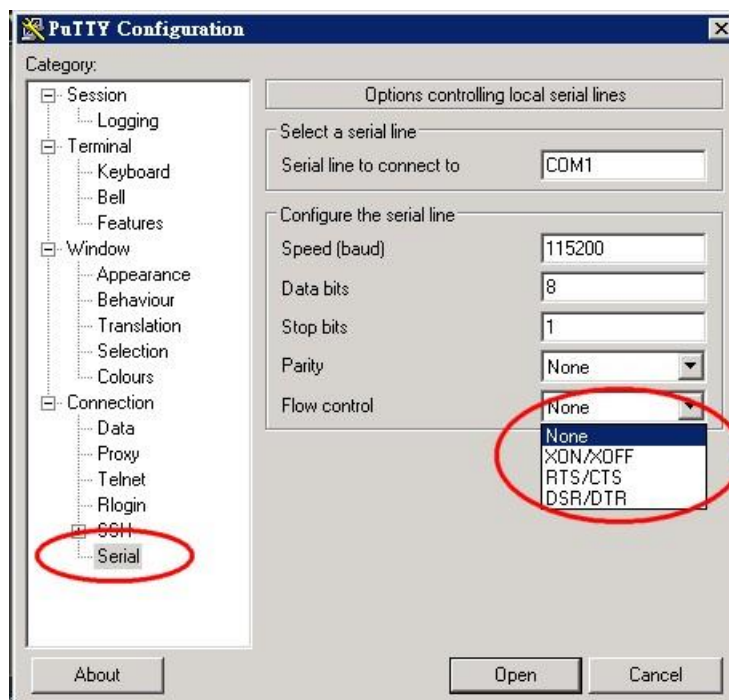 PuTTY Configuration
Category:
Session
Logging
Terminal
Keyboard
Bell
Features
Window
Appearance
Behaviour
Translation
Selection
Colours
Connection
Data
Proxy
Telnet
Rlogin
SSH
Serial
Options controlling local serial lines
Select a serial line
Serial line to connect to COM1
Configure the serial line
Speed (baud) 115200
Data bits 8
Stop bits 1
Parity None
Flow control None
None
XON/XOFF
RTS/CTS
DSR/DTR
About Open Cancel